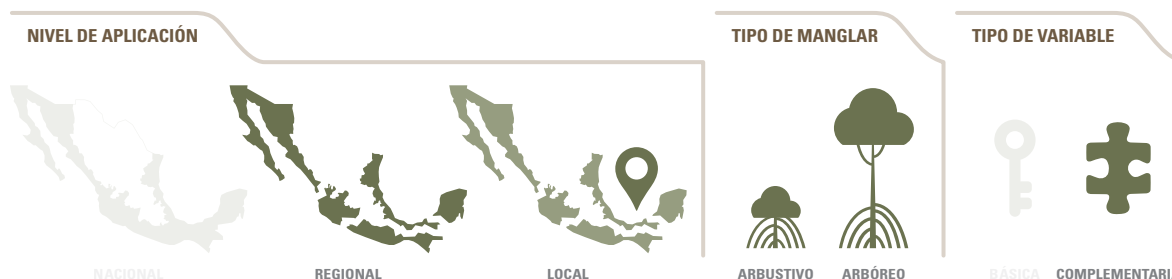 NIVEL DE APLICACIÓN
TIPO DE MANGLAR
TIPO DE VARIABLE
NACIONAL
REGIONAL
LOCAL
ARBUSTIVO
ARBÓREO
BÁSICA
COMPLEMENTARI